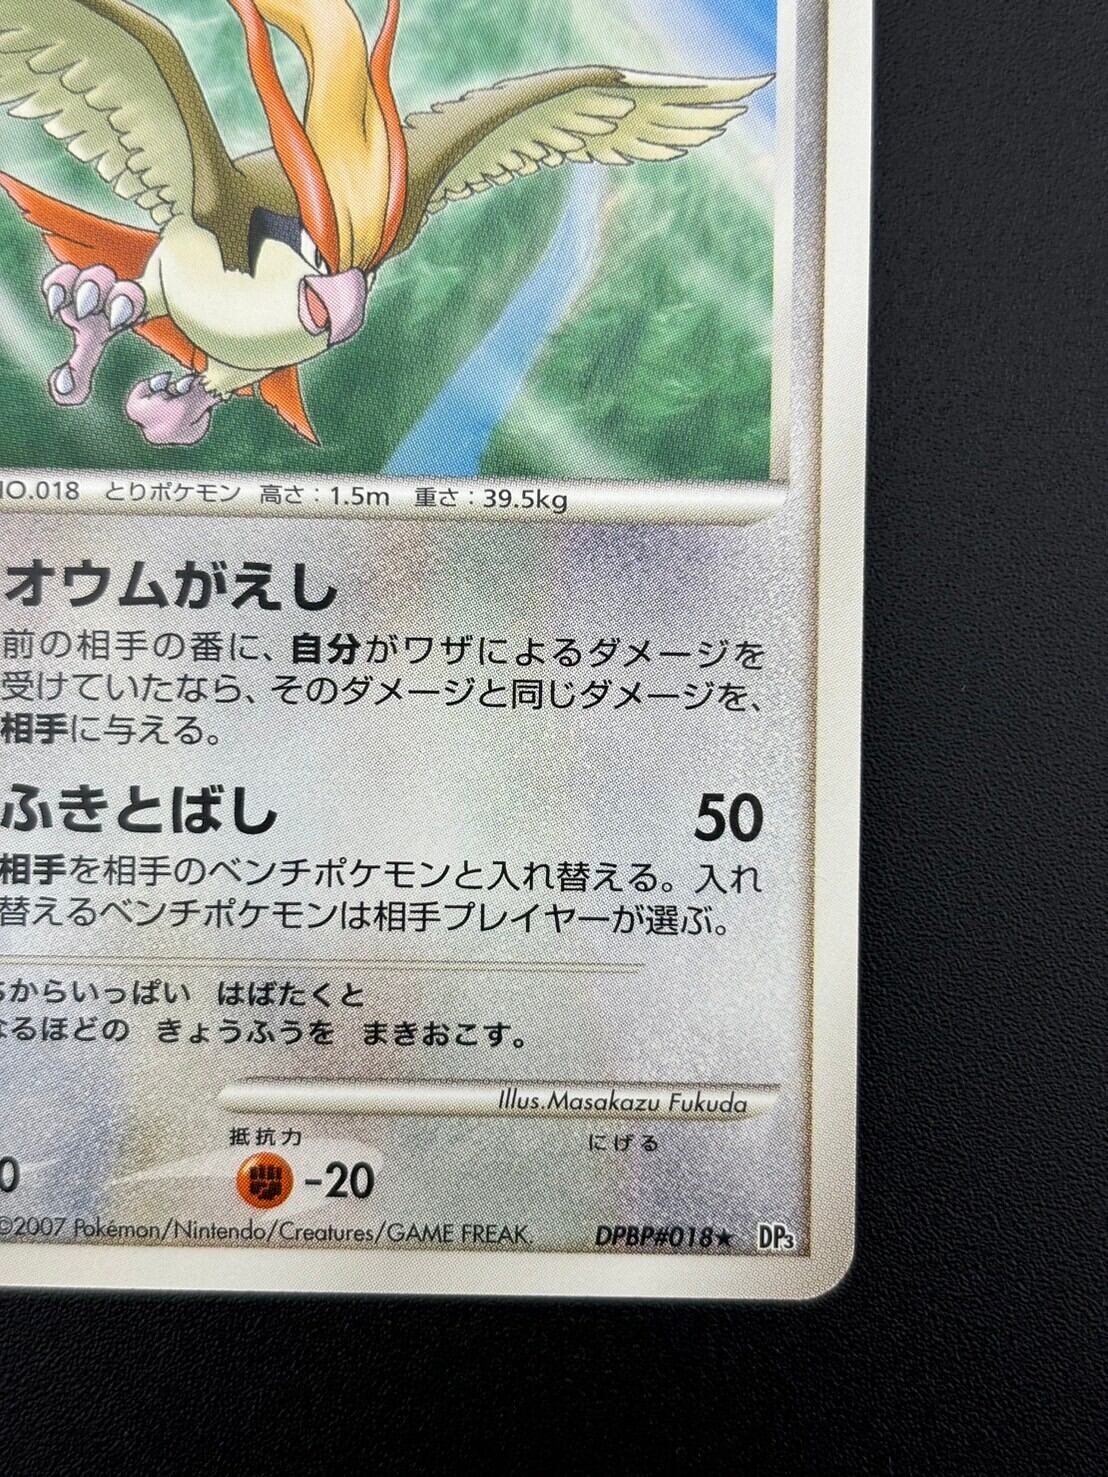 NO.018 とりポケモン 高さ：1.5m 重さ：39.5kg
オウムがえし
前の相手の番に、自分がワザによるダメージを
受けていたなら、そのダメージと同じダメージを、
相手に与える。
ふきとばし 50
相手を相手のベンチポケモンと入れ替える。入れ
替えるベンチポケモンは相手プレイヤーが選ぶ。
ちからいっぱい はばたくと
なるほどの きょうふうを まきおこす。
Illus.Masakazu Fukuda
抵抗力 にげる
0 -20
©2007 Pokémon/Nintendo/Creatures/GAME FREAK. DPBP#018★ DP3